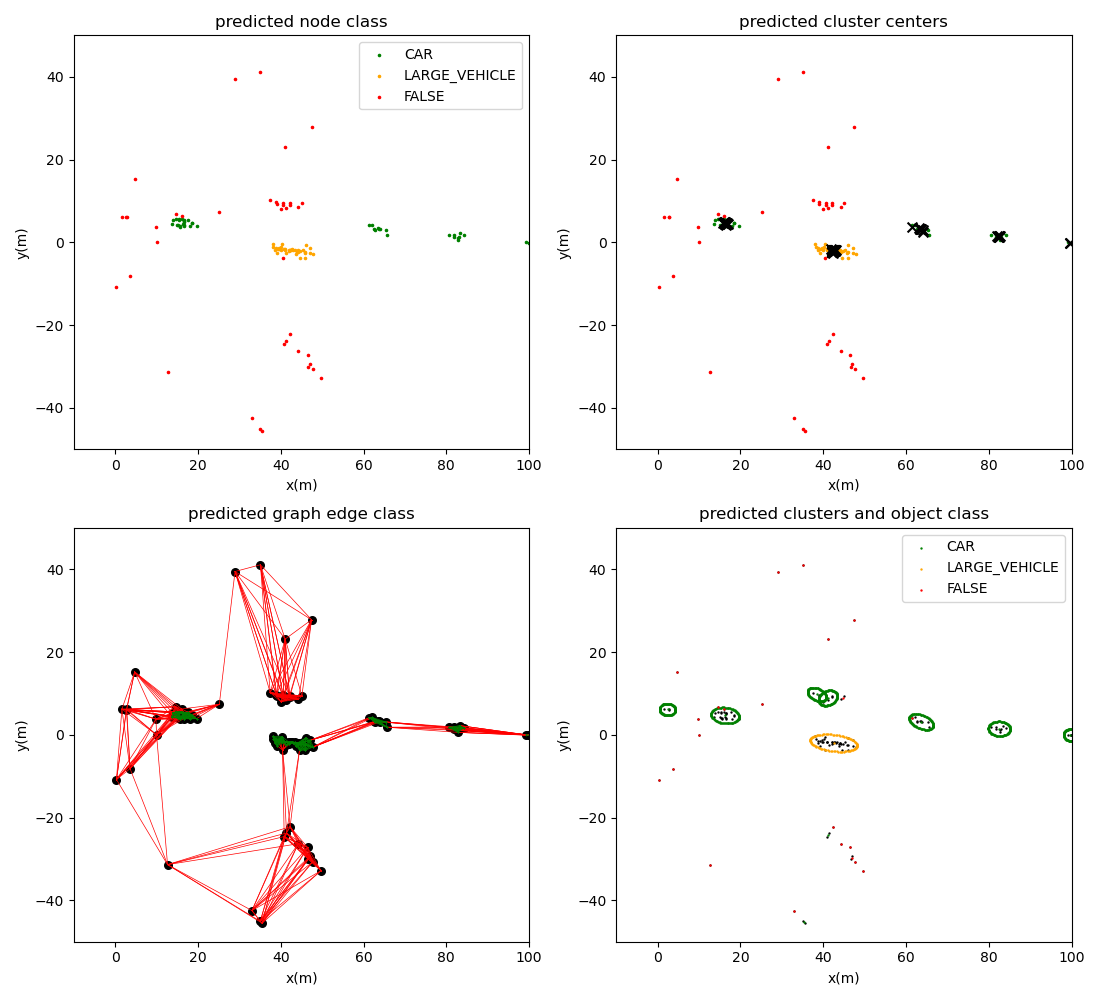 predicted node class
CAR
LARGE_VEHICLE
FALSE
40
20
0
−20
−40
y(m)
0 20 40 60 80 100
x(m)
predicted cluster centers
40
20
0
−20
−40
y(m)
0 20 40 60 80 100
x(m)
predicted graph edge class
40
20
0
−20
−40
y(m)
0 20 40 60 80 100
x(m)
predicted clusters and object class
CAR
LARGE_VEHICLE
FALSE
40
20
0
−20
−40
y(m)
0 20 40 60 80 100
x(m)